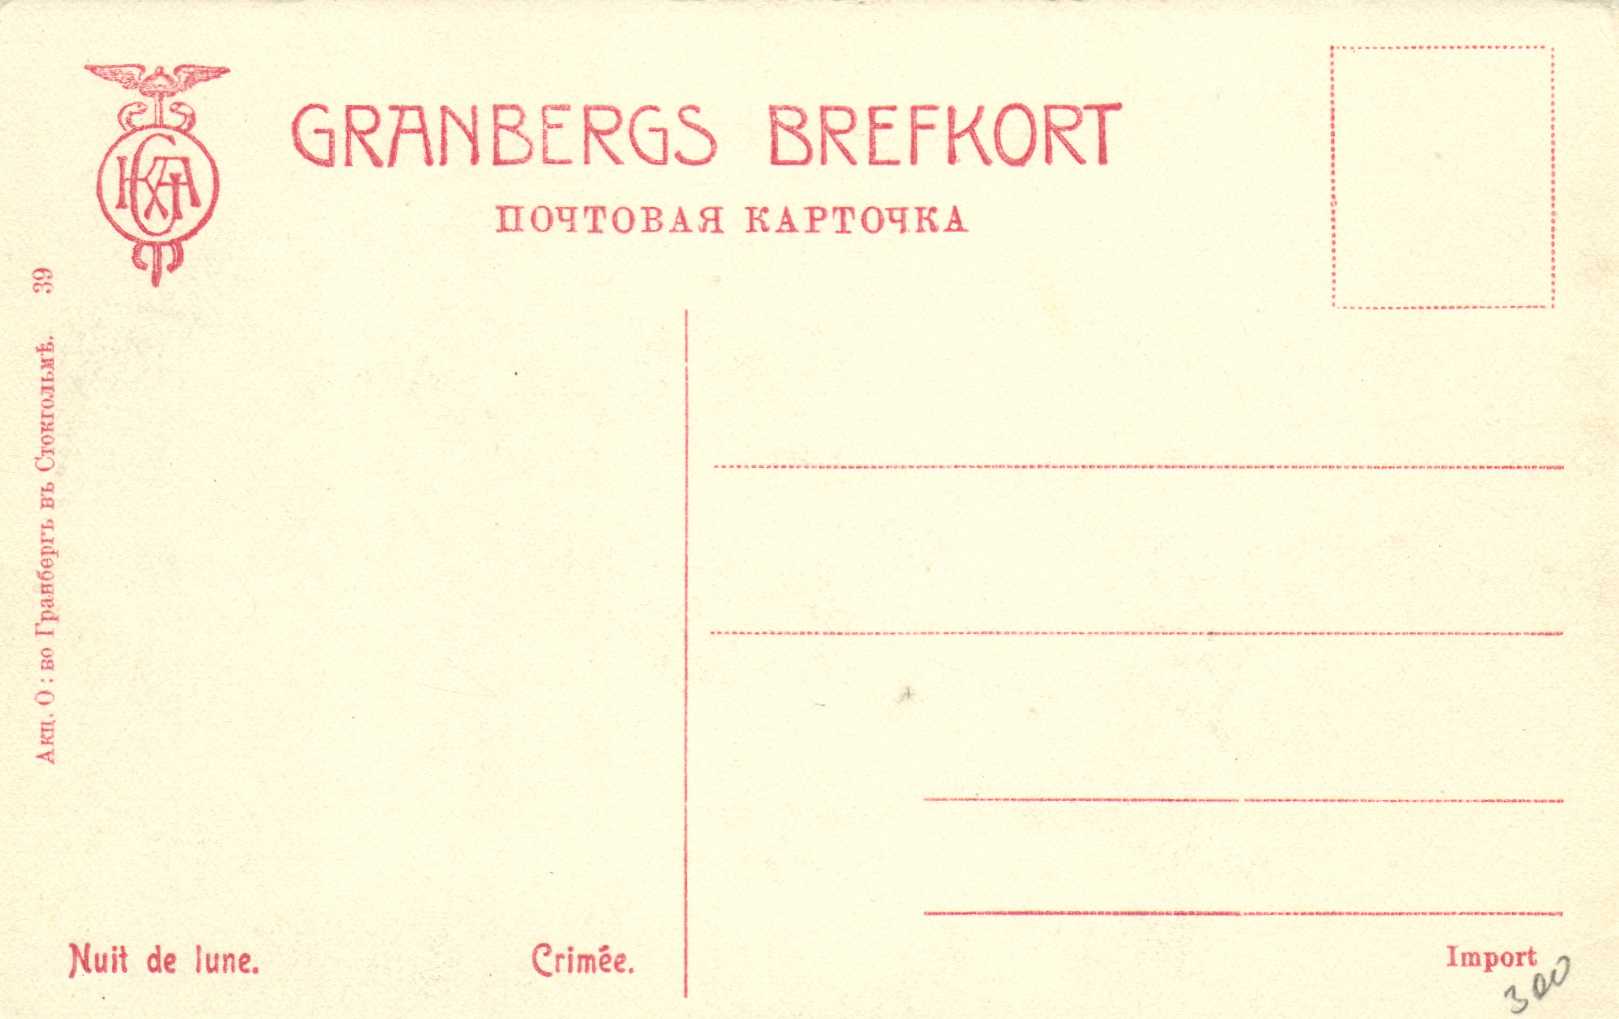 GRANBERGS BREFKORT
ПОЧТОВАЯ КАРТОЧКА
Акц. О: во Гранбергъ въ Стокгольмѣ. 39
Nuit de lune. Crimée.
Import
300